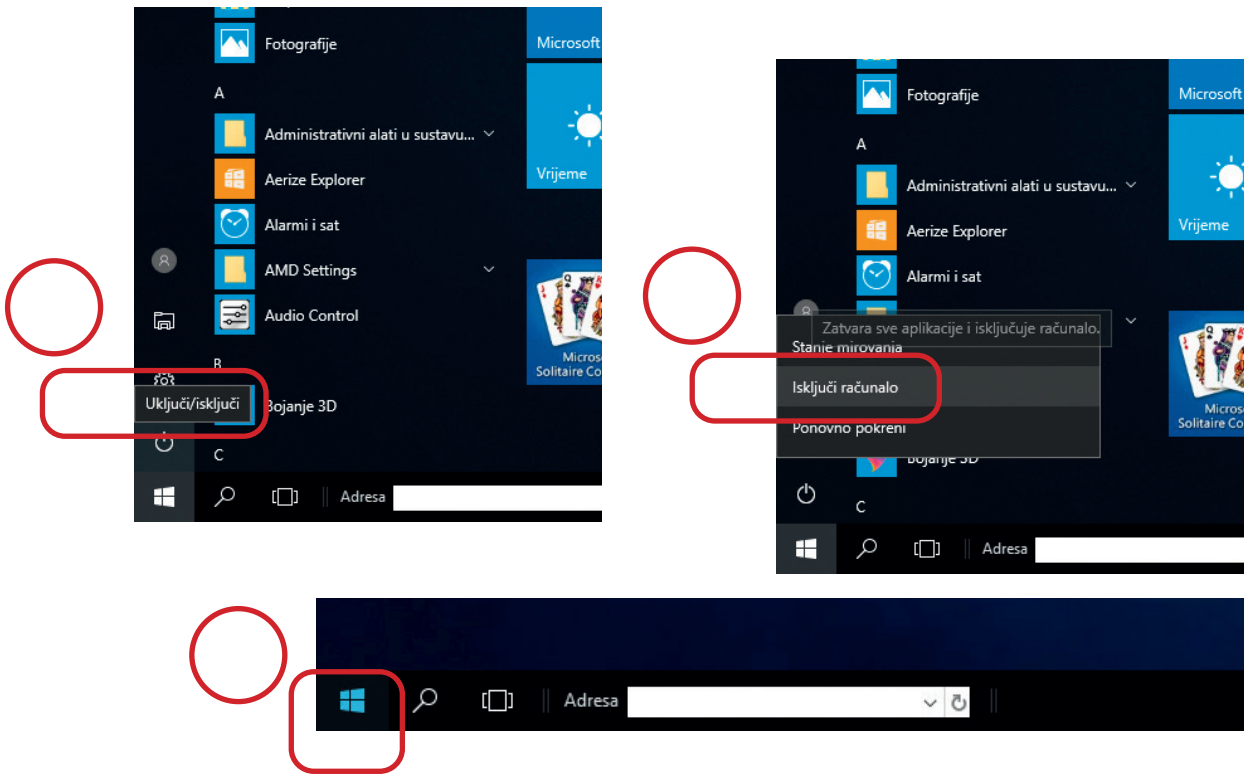 Fotografije
Microsoft
A
Administrativni alati u sustavu...
Aerize Explorer
Vrijeme
Alarmi i sat
AMD Settings
Audio Control
B
Micros
Solitaire Co
Uključi/isključi
Bojanje 3D
C
Adresa
Fotografije
Microsoft
A
Administrativni alati u sustavu...
Aerize Explorer
Vrijeme
Alarmi i sat
Zatvara sve aplikacije i isključuje računalo.
Stanje mirovanja
Isključi računalo
Micros
Solitaire Co
Ponovno pokreni
Bojanje 3D
C
Adresa
Adresa